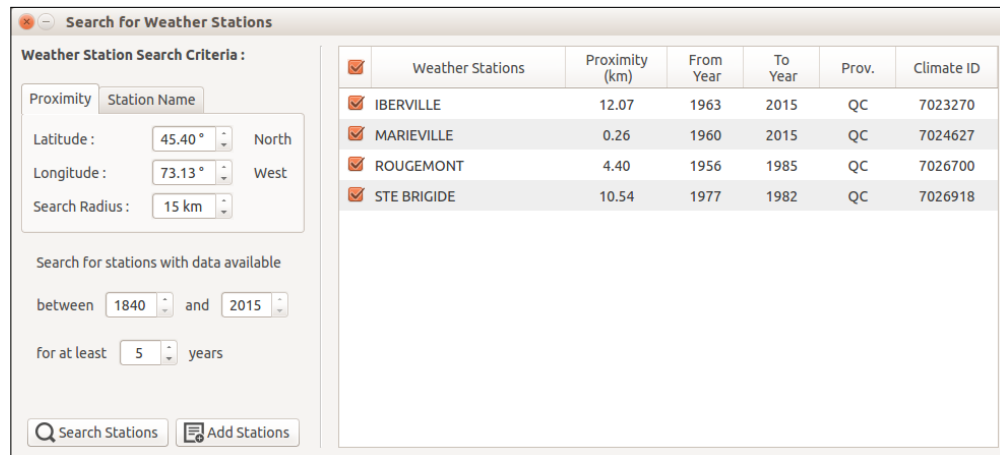 Search for Weather Stations
Weather Station Search Criteria :
Proximity Station Name
Latitude : 45.40 ° North
Longitude : 73.13 ° West
Search Radius : 15 km
Search for stations with data available
between 1840 and 2015
for at least 5 years
Search Stations Add Stations
Weather Stations Proximity (km) From Year To Year Prov. Climate ID
IBERVILLE 12.07 1963 2015 QC 7023270
MARIEVILLE 0.26 1960 2015 QC 7024627
ROUGEMONT 4.40 1956 1985 QC 7026700
STE BRIGIDE 10.54 1977 1982 QC 7026918